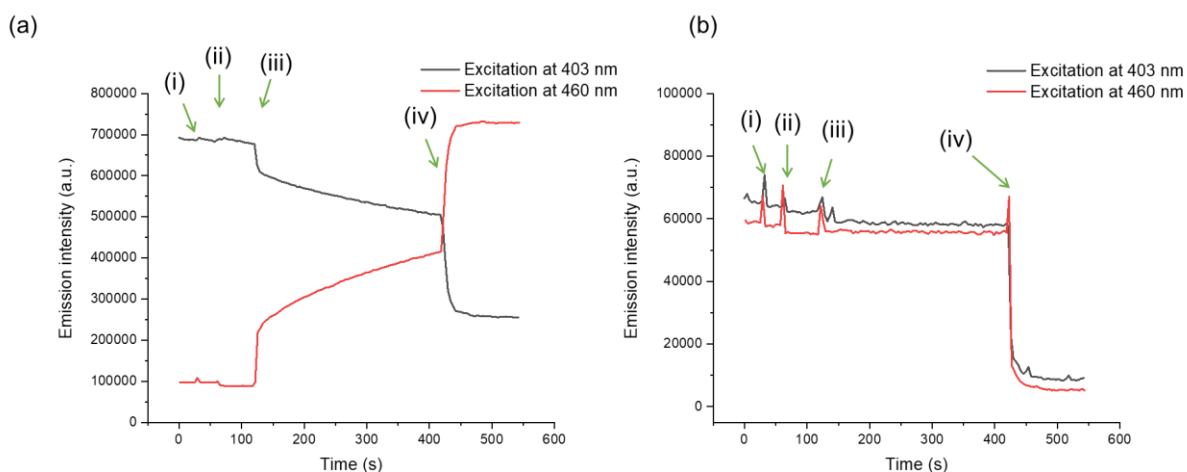 (a)
(i)
(ii)
(iii)
(iv)
Excitation at 403 nm
Excitation at 460 nm
Emission intensity (a.u.)
800000
700000
600000
500000
400000
300000
200000
100000
0
0 100 200 300 400 500 600
Time (s)
(b)
(i)
(ii)
(iii)
(iv)
Excitation at 403 nm
Excitation at 460 nm
Emission intensity (a.u.)
100000
80000
60000
40000
20000
0
0 100 200 300 400 500 600
Time (s)